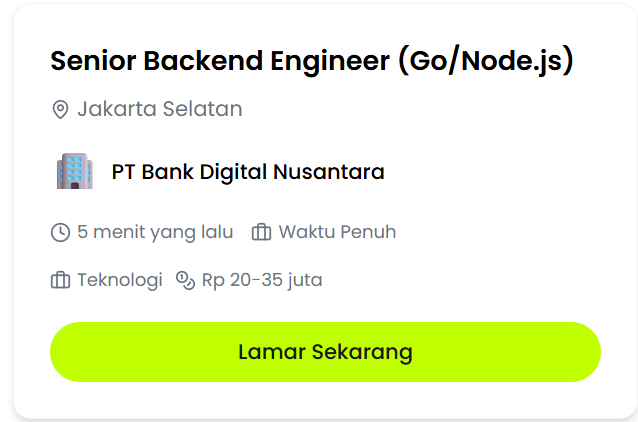 Senior Backend Engineer (Go/Node.js)
Jakarta Selatan
PT Bank Digital Nusantara
5 menit yang lalu Waktu Penuh
Teknologi Rp 20-35 juta
Lamar Sekarang